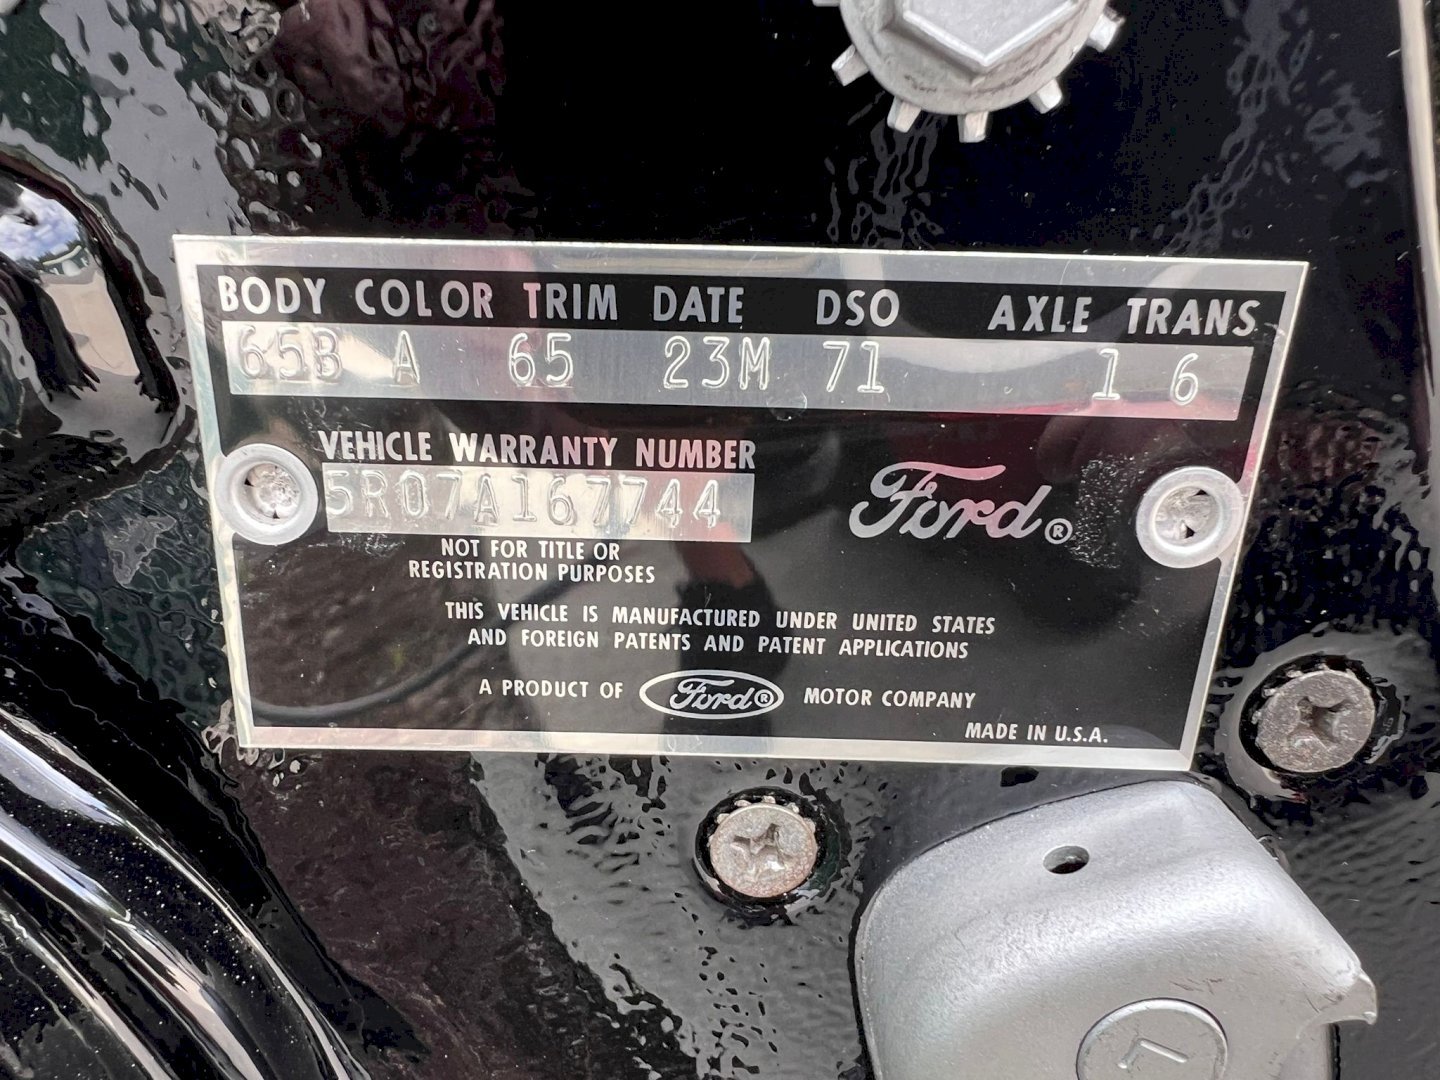 BODY COLOR TRIM DATE DSO AXLE TRANS
65B A 65 23M 71 1 6
VEHICLE WARRANTY NUMBER
5R07A167744
Ford®
NOT FOR TITLE OR
REGISTRATION PURPOSES
THIS VEHICLE IS MANUFACTURED UNDER UNITED STATES
AND FOREIGN PATENTS AND PATENT APPLICATIONS
A PRODUCT OF Ford® MOTOR COMPANY
MADE IN U.S.A.